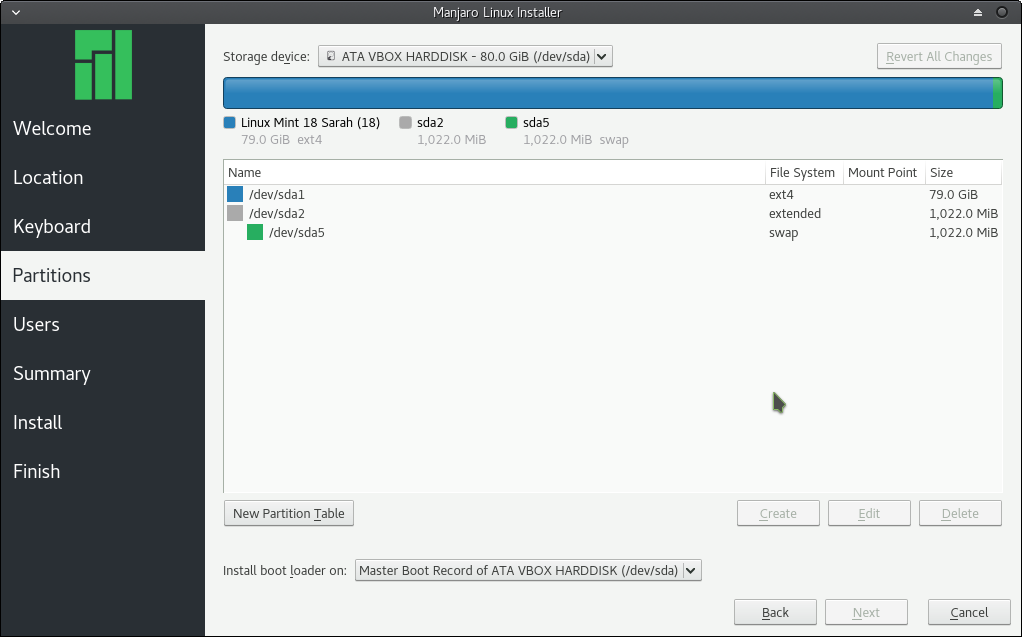 Manjaro Linux Installer
Welcome
Location
Keyboard
Partitions
Users
Summary
Install
Finish
Storage device: ATA VBOX HARDDISK - 80.0 GiB (/dev/sda) Revert All Changes
Linux Mint 18 Sarah (18) sda2 sda5
79.0 GiB ext4 1,022.0 MiB 1,022.0 MiB swap
Name File System Mount Point Size
/dev/sda1 ext4 79.0 GiB
/dev/sda2 extended 1,022.0 MiB
/dev/sda5 swap 1,022.0 MiB
New Partition Table Create Edit Delete
Install boot loader on: Master Boot Record of ATA VBOX HARDDISK (/dev/sda)
Back Next Cancel